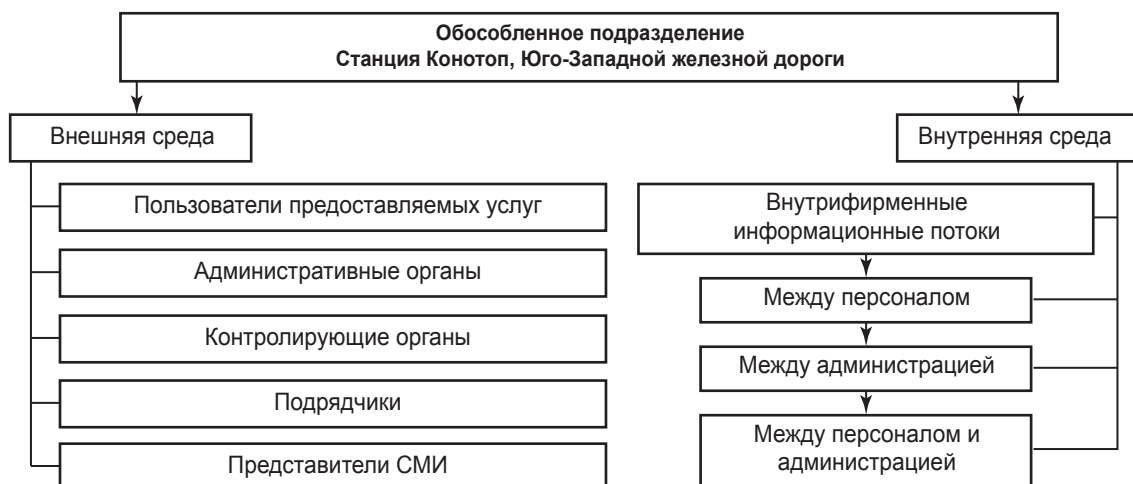 Обособленное подразделение
Станция Конотоп, Юго-Западной железной дороги
Внешняя среда
Пользователи предоставляемых услуг
Административные органы
Контролирующие органы
Подрядчики
Представители СМИ
Внутренняя среда
Внутрифирменные
информационные потоки
Между персоналом
Между администрацией
Между персоналом и
администрацией